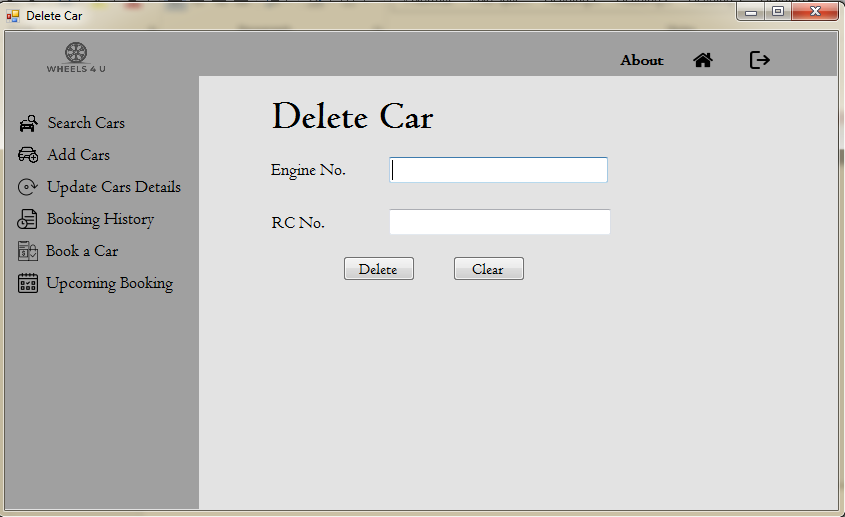 Delete Car
WHEELS 4 U
About
Search Cars
Add Cars
Update Cars Details
Booking History
Book a Car
Upcoming Booking
Delete Car
Engine No.
RC No.
Delete
Clear